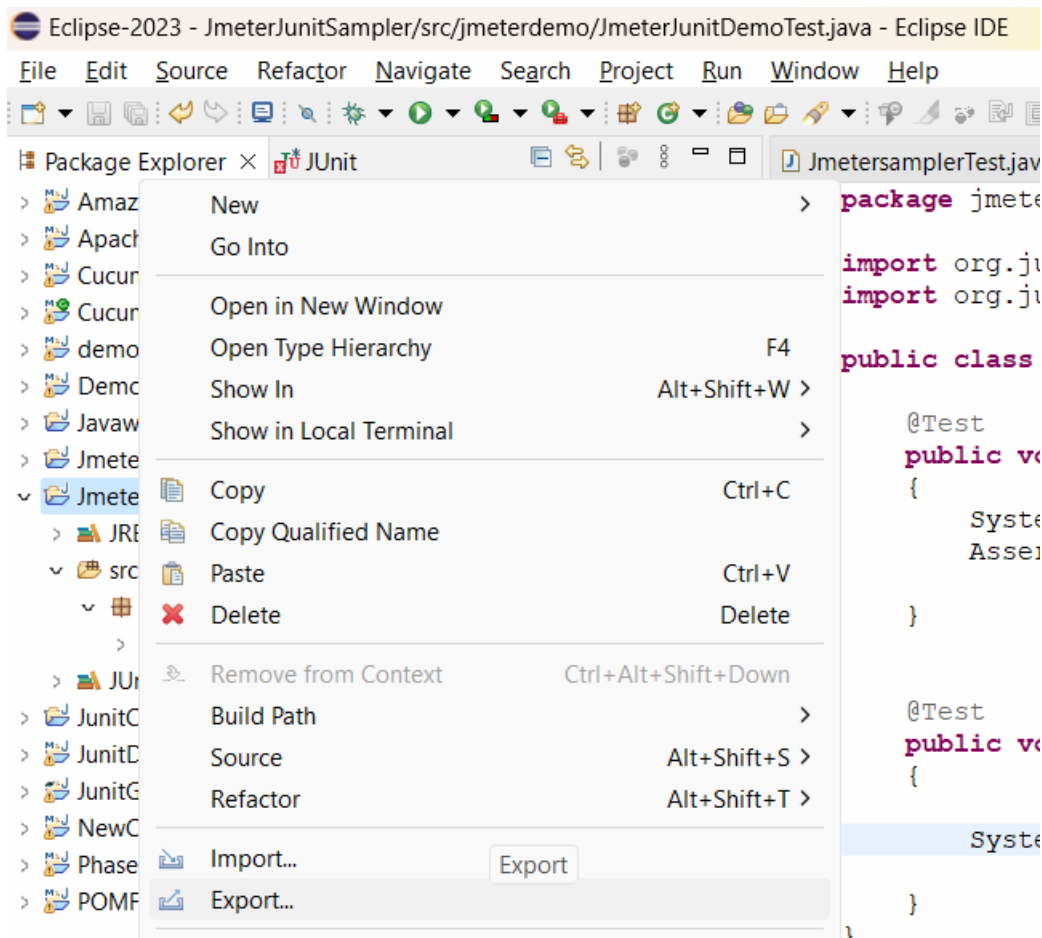 Eclipse-2023 - JmeterJunitSampler/src/jmeterdemo/JmeterJunitDemoTest.java - Eclipse IDE
File Edit Source Refactor Navigate Search Project Run Window Help
Package Explorer JUnit JmetersamplerTest.jav
Amaz
Apach
Cucum
Cucum
demo
Demo
Javaw
Jmete
Jmete
JRE
src
JUn
JunitC
JunitD
JunitG
NewC
Phase
POMF
New
Go Into
Open in New Window
Open Type Hierarchy F4
Show In Alt+Shift+W
Show in Local Terminal
Copy Ctrl+C
Copy Qualified Name
Paste Ctrl+V
Delete Delete
Remove from Context Ctrl+Alt+Shift+Down
Build Path
Source Alt+Shift+S
Refactor Alt+Shift+T
Import...
Export
Export...
package jmete
import org.ju
import org.ju
public class
@Test
public vo
{
Syste
Asser
}
@Test
public vo
{
Syste
}
}